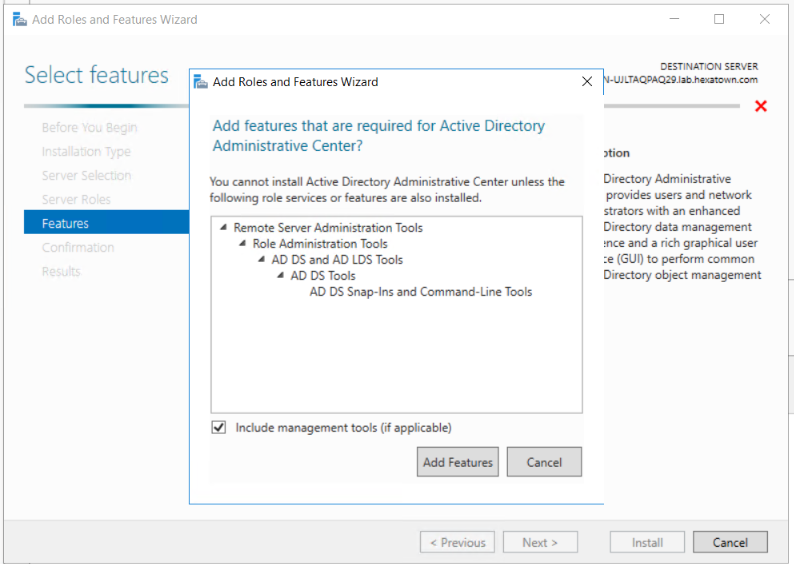 Add Roles and Features Wizard
Select features
DESTINATION SERVER
N-UJLTAQPAQ29.lab.hexatown.com
Before You Begin
Installation Type
Server Selection
Server Roles
Features
Confirmation
Results
Add Roles and Features Wizard
Add features that are required for Active Directory
Administrative Center?
You cannot install Active Directory Administrative Center unless the
following role services or features are also installed.
Remote Server Administration Tools
Role Administration Tools
AD DS and AD LDS Tools
AD DS Tools
AD DS Snap-Ins and Command-Line Tools
Include management tools (if applicable)
Add Features
Cancel
ption
Directory Administrative
provides users and network
strators with an enhanced
Directory data management
ence and a rich graphical user
ce (GUI) to perform common
Directory object management
< Previous
Next >
Install
Cancel